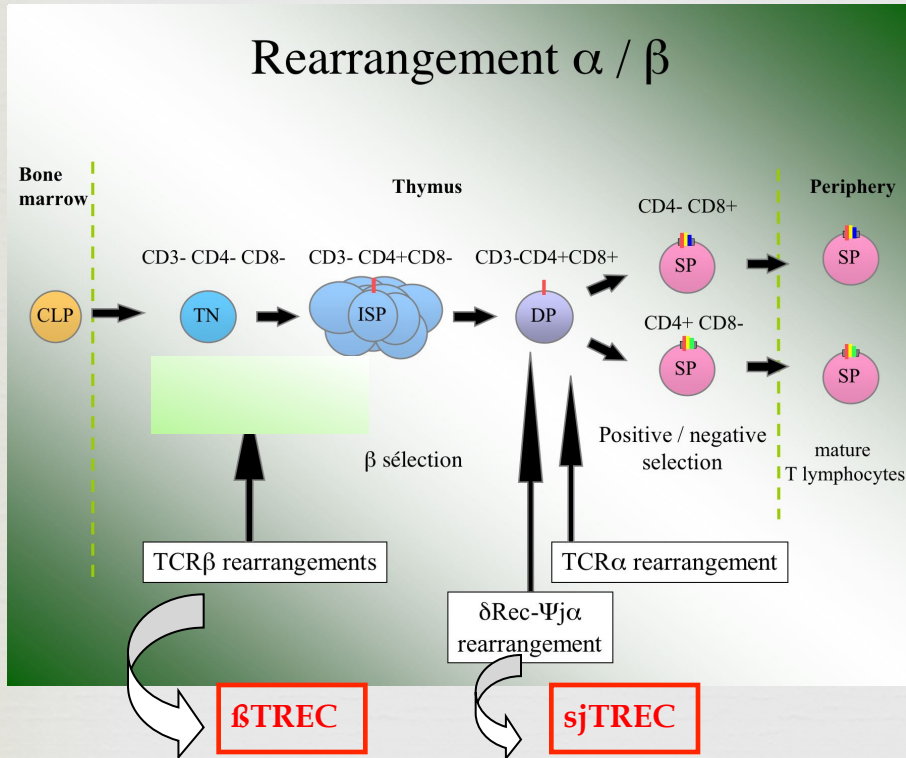 Rearrangement α / β
Bone
marrow
Thymus
Periphery
CD4- CD8+
CD3- CD4- CD8-
CD3- CD4+CD8-
CD3-CD4+CD8+
SP
SP
CLP
TN
ISP
DP
CD4+ CD8-
SP
SP
β sélection
Positive / negative
selection
mature
T lymphocytes
TCRβ rearrangements
TCRα rearrangement
δRec-Ψjα
rearrangement
ßTREC
sjTREC